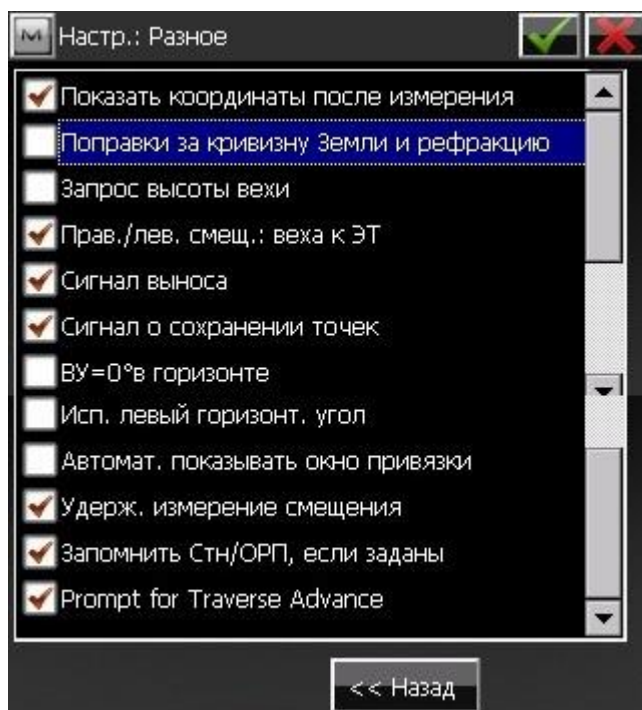 Настр.: Разное
Показать координаты после измерения
Поправки за кривизну Земли и рефракцию
Запрос высоты вехи
Прав./лев. смещ.: веха к ЭТ
Сигнал выноса
Сигнал о сохранении точек
ВУ=0°в горизонте
Исп. левый горизонт. угол
Автомат. показывать окно привязки
Удерж. измерение смещения
Запомнить Стн/ОРП, если заданы
Prompt for Traverse Advance
<< Назад